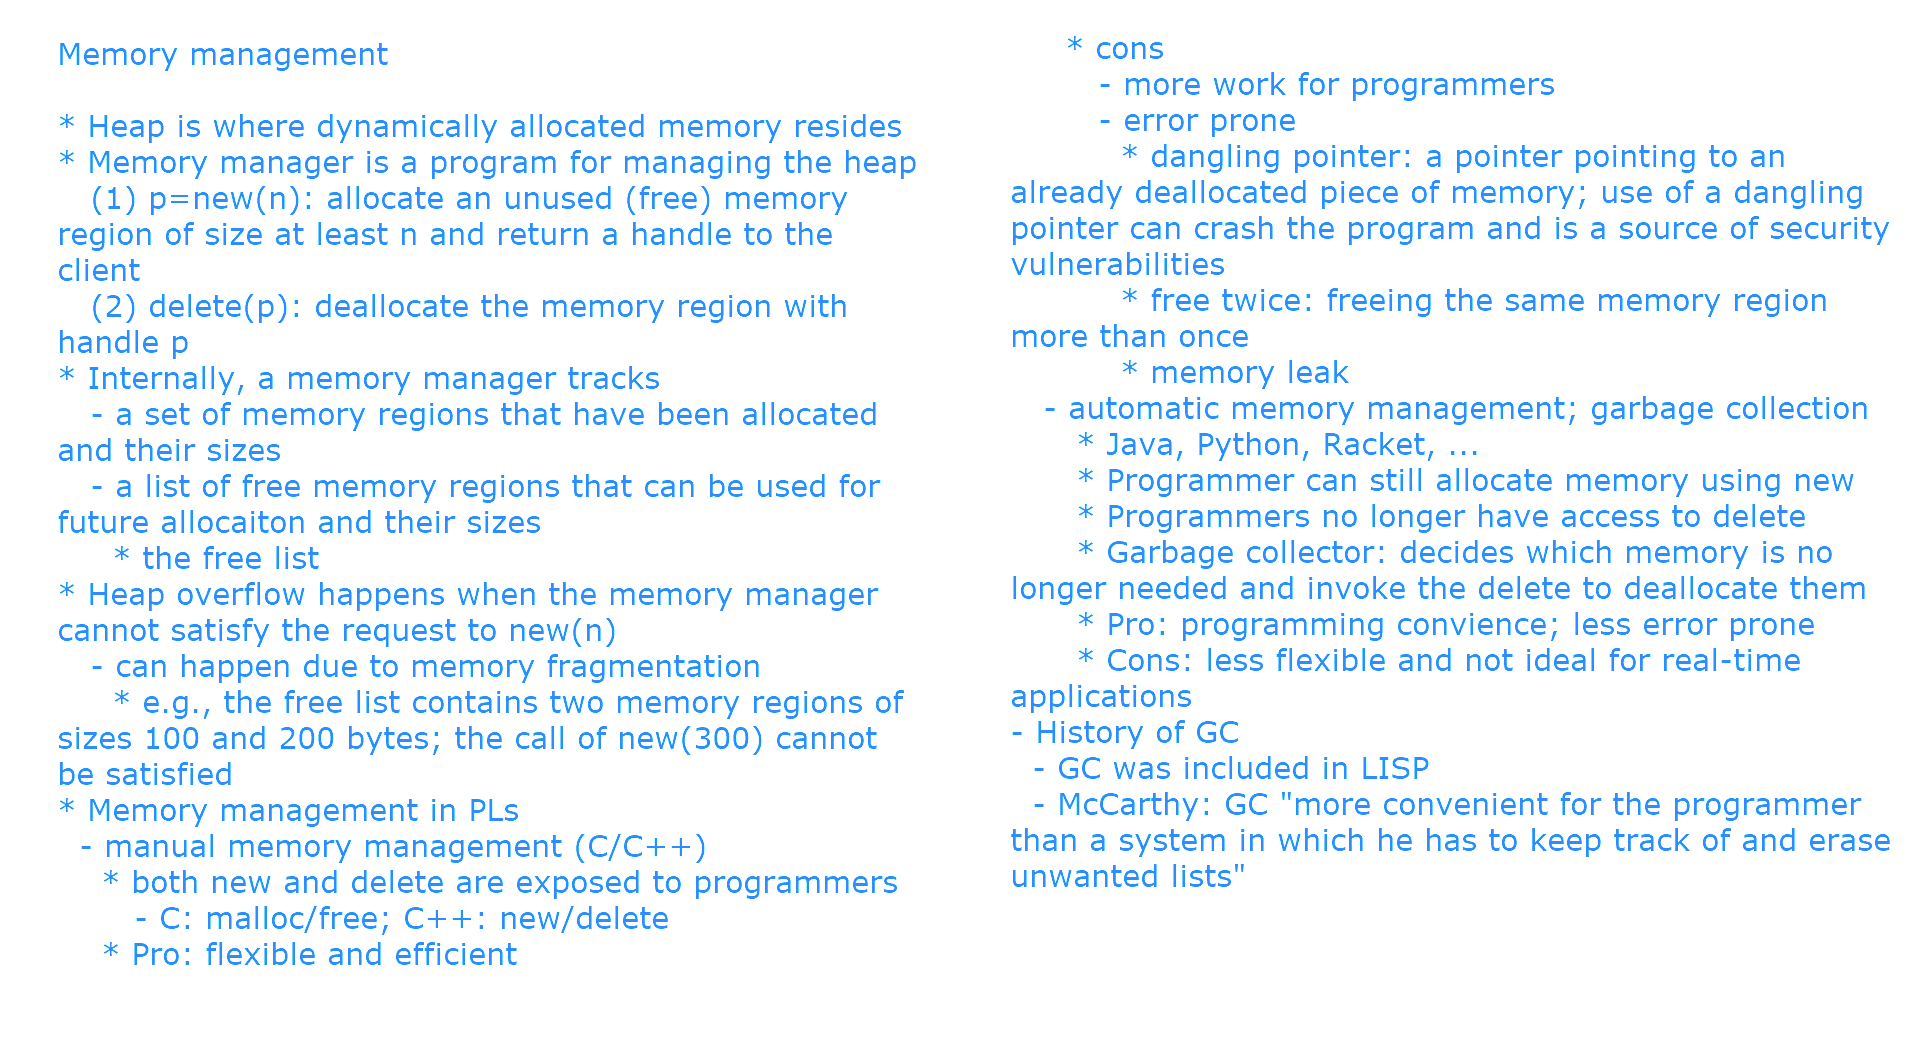 Memory management
* Heap is where dynamically allocated memory resides
* Memory manager is a program for managing the heap
(1) p=new(n): allocate an unused (free) memory
region of size at least n and return a handle to the
client
(2) delete(p): deallocate the memory region with
handle p
* Internally, a memory manager tracks
- a set of memory regions that have been allocated
and their sizes
- a list of free memory regions that can be used for
future allocaiton and their sizes
* the free list
* Heap overflow happens when the memory manager
cannot satisfy the request to new(n)
- can happen due to memory fragmentation
* e.g., the free list contains two memory regions of
sizes 100 and 200 bytes; the call of new(300) cannot
be satisfied
* Memory management in PLs
- manual memory management (C/C++)
* both new and delete are exposed to programmers
- C: malloc/free; C++: new/delete
* Pro: flexible and efficient
* cons
- more work for programmers
- error prone
* dangling pointer: a pointer pointing to an
already deallocated piece of memory; use of a dangling
pointer can crash the program and is a source of security
vulnerabilities
* free twice: freeing the same memory region
more than once
* memory leak
- automatic memory management; garbage collection
* Java, Python, Racket, ...
* Programmer can still allocate memory using new
* Programmers no longer have access to delete
* Garbage collector: decides which memory is no
longer needed and invoke the delete to deallocate them
* Pro: programming convience; less error prone
* Cons: less flexible and not ideal for real-time
applications
- History of GC
- GC was included in LISP
- McCarthy: GC "more convenient for the programmer
than a system in which he has to keep track of and erase
unwanted lists"